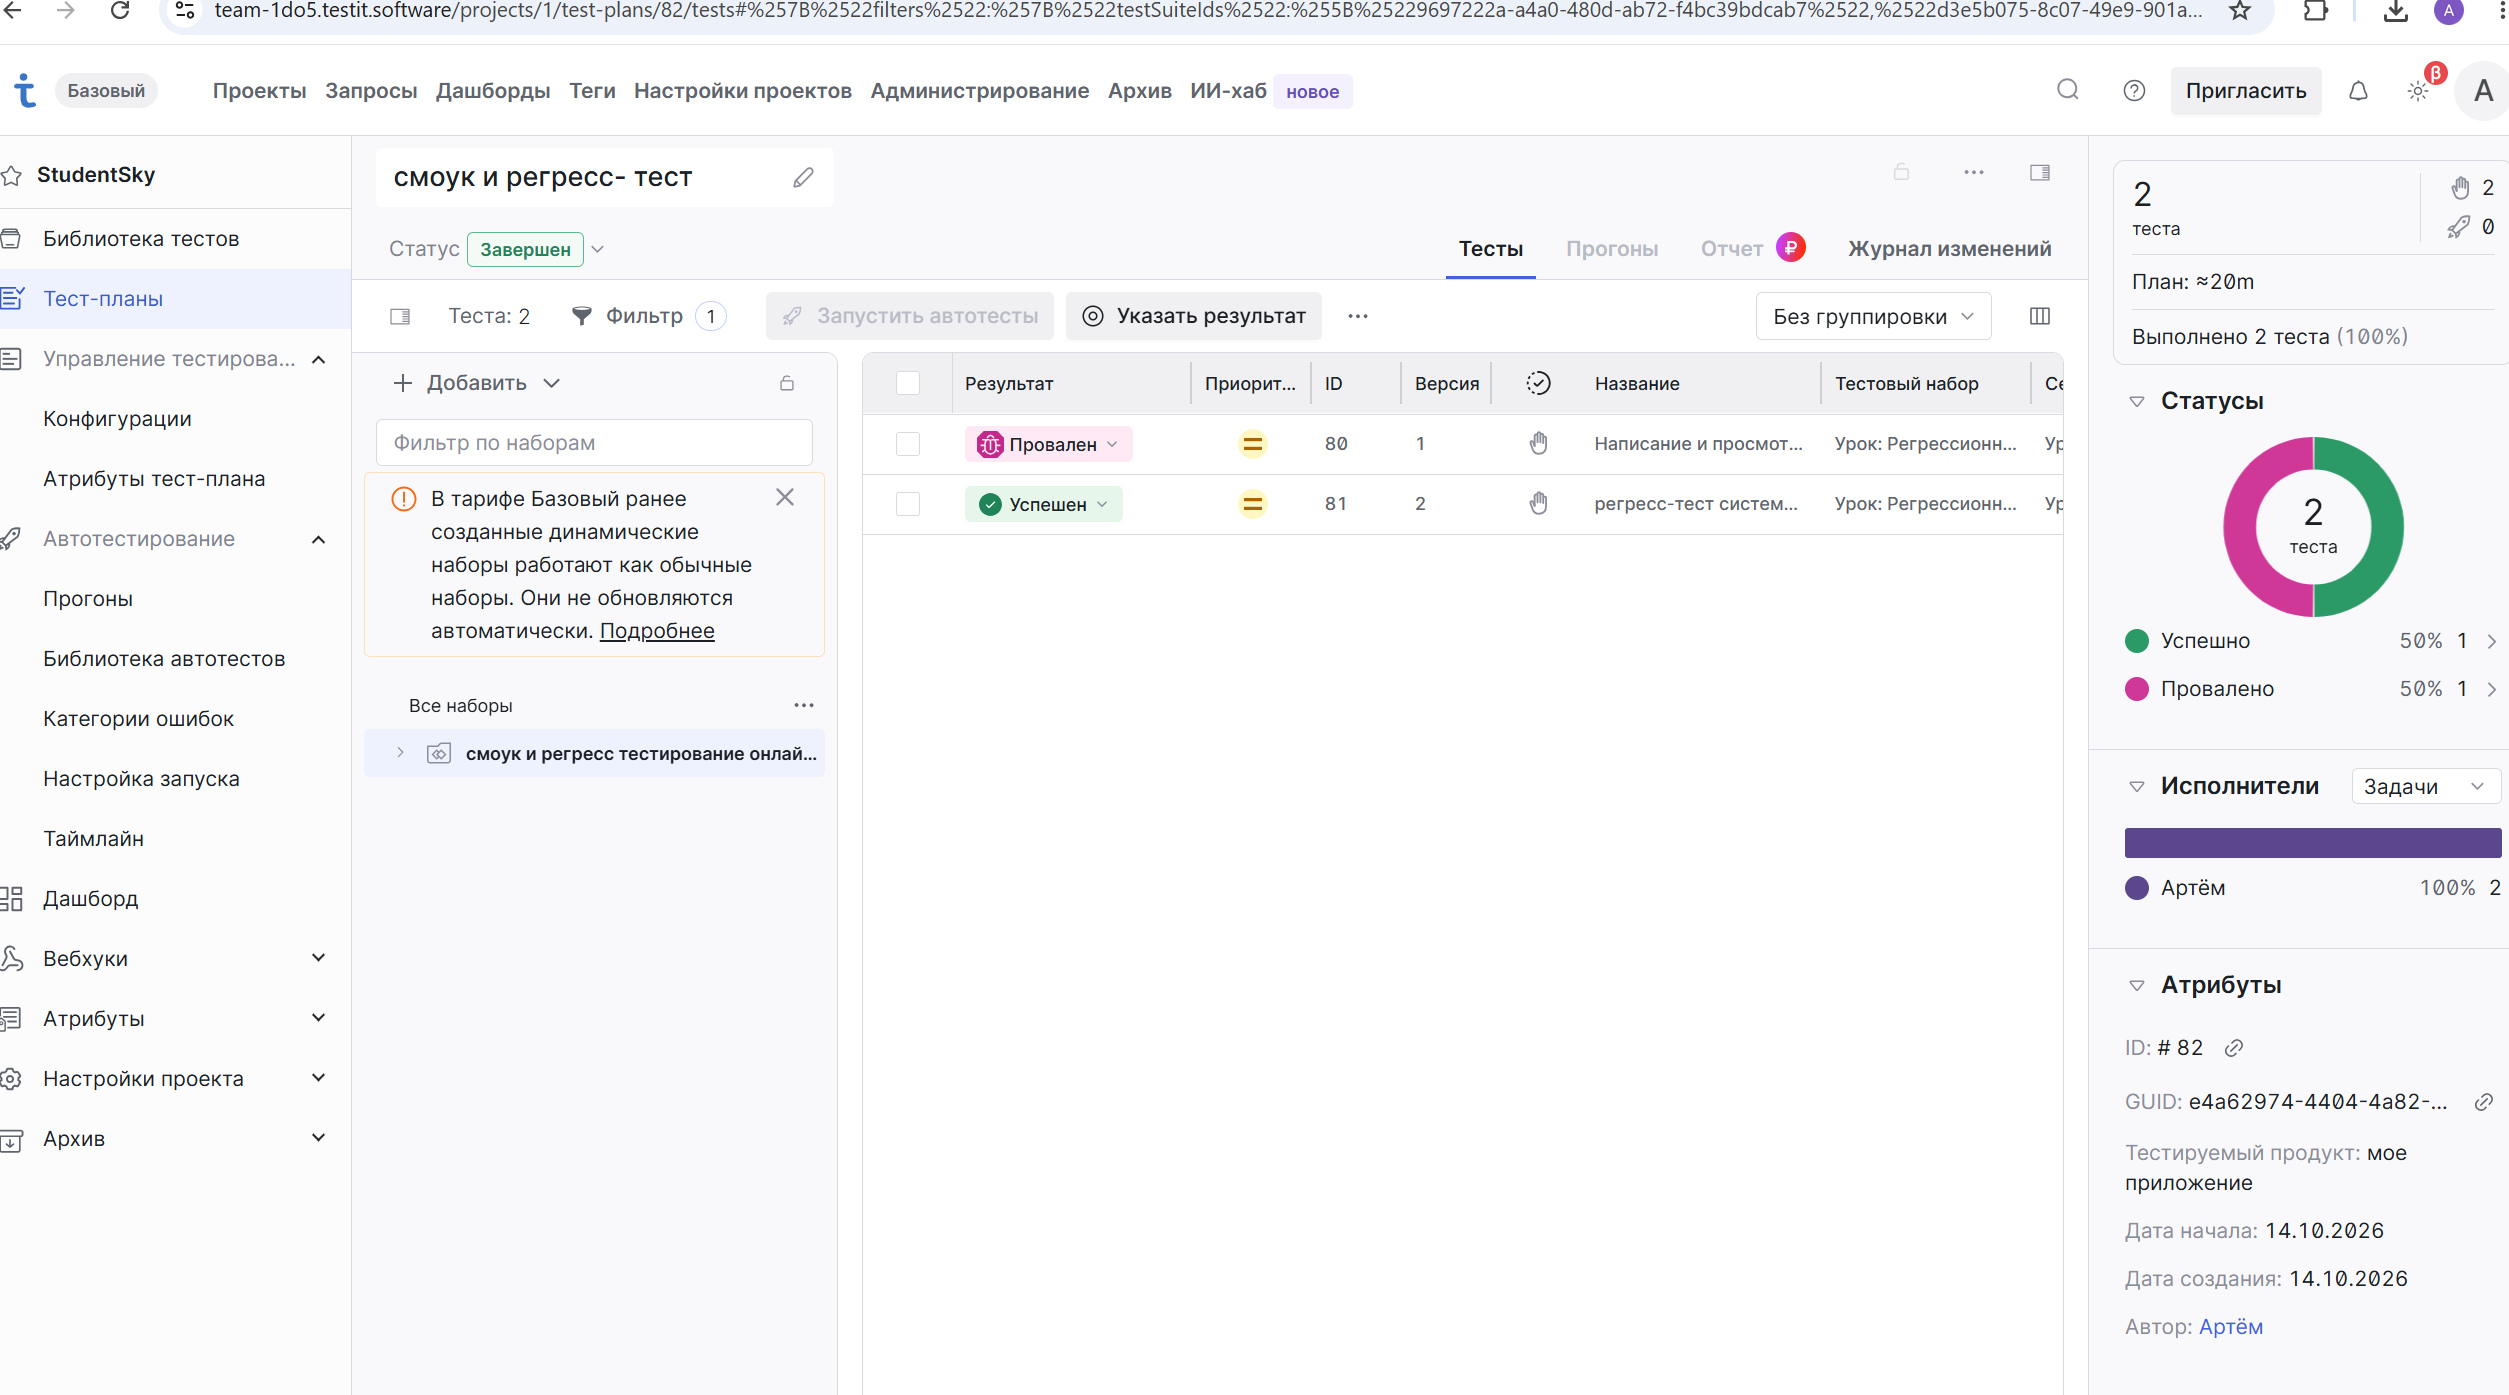 team-1do5.testit.software/projects/1/test-plans/82/tests#%257B%2522filters%2522:%257B%2522testSuiteIds%2522:%255B%25229697222a-a4a0-480d-ab72-f4bc39bdcab7%2522,%2522d3e5b075-8c07-49e9-901a...
A
Базовый
Проекты Запросы Дашборды Теги Настройки проектов Администрирование Архив ИИ-хаб новое
Пригласить
β
A
StudentSky
Библиотека тестов
Тест-планы
Управление тестирова...
Конфигурации
Атрибуты тест-плана
Автотестирование
Прогоны
Библиотека автотестов
Категории ошибок
Настройка запуска
Таймлайн
Дашборд
Вебхуки
Атрибуты
Настройки проекта
Архив
смоук и регресс- тест
Статус Завершен
Тесты Прогоны Отчет ₽ Журнал изменений
Теста: 2 Фильтр 1 Запустить автотесты Указать результат ... Без группировки
Добавить
Фильтр по наборам
В тарифе Базовый ранее
созданные динамические
наборы работают как обычные
наборы. Они не обновляются
автоматически. Подробнее
Все наборы
смоук и регресс тестирование онлай...
Результат Приорит... ID Версия Название Тестовый набор Се
Провален 80 1 Написание и просмот... Урок: Регрессионн... Ур
Успешен 81 2 регресс-тест систем... Урок: Регрессионн... Ур
2
теста
2
0
План: ≈20m
Выполнено 2 теста (100%)
Статусы
2
теста
Успешно 50% 1
Провалено 50% 1
Исполнители Задачи
Артём 100% 2
Атрибуты
ID: # 82
GUID: e4a62974-4404-4a82-...
Тестируемый продукт: мое
приложение
Дата начала: 14.10.2026
Дата создания: 14.10.2026
Автор: Артём